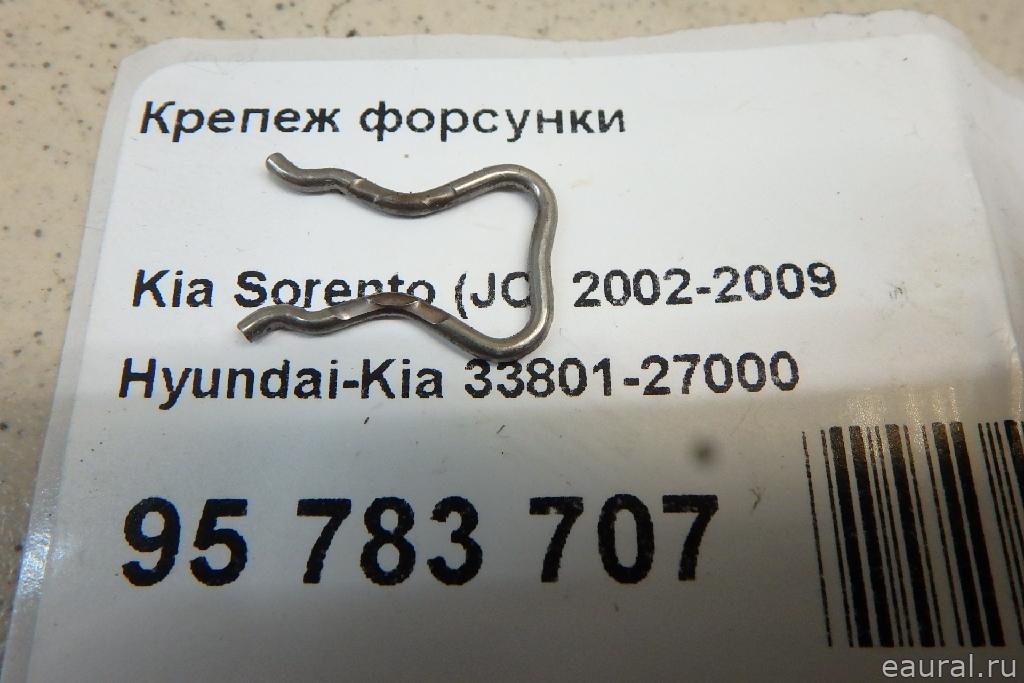 Крепеж форсунки
Kia Sorento (JC 2002-2009
Hyundai-Kia 33801-27000
95 783 707
eaural.ru